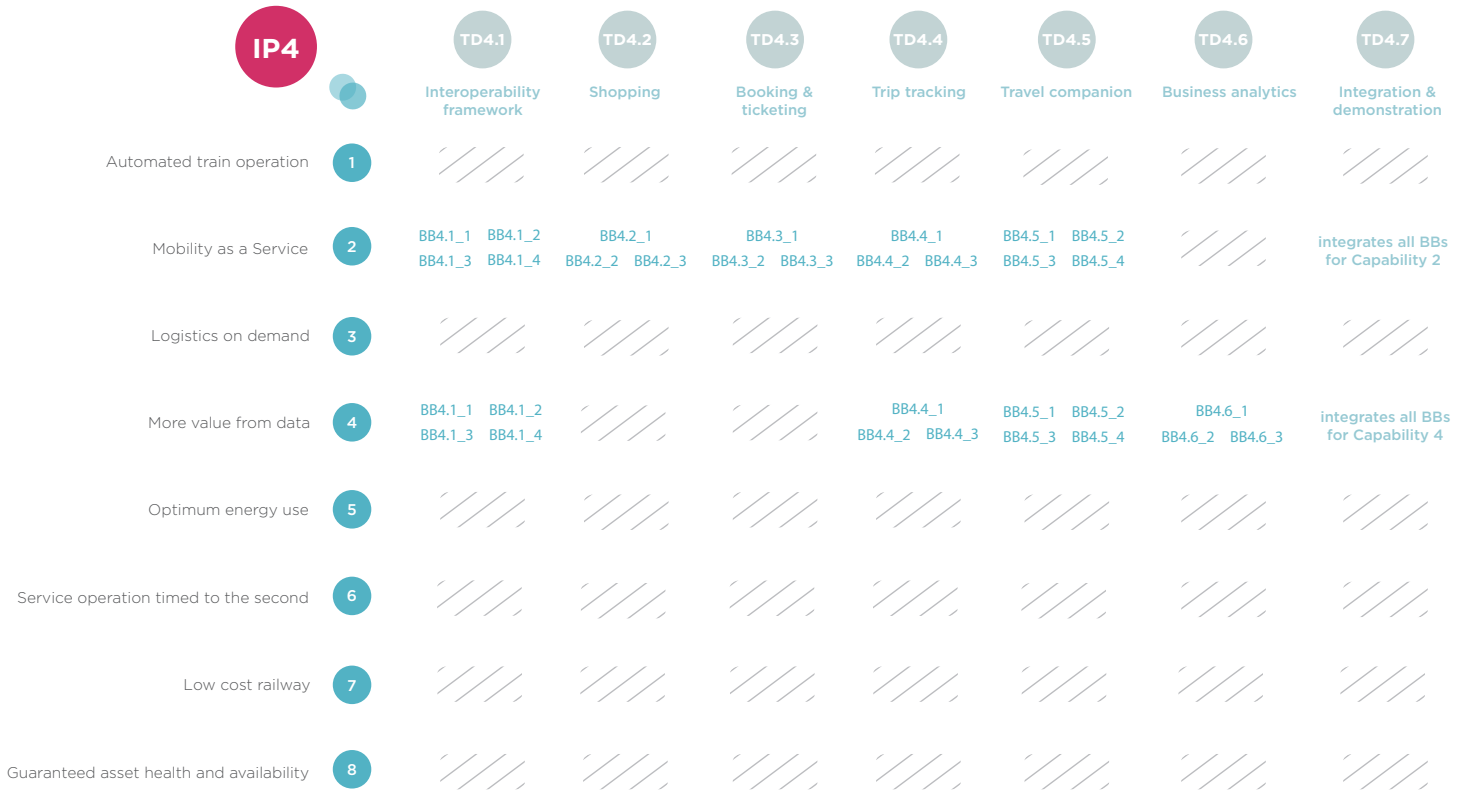 IP4
TD4.1 TD4.2 TD4.3 TD4.4 TD4.5 TD4.6 TD4.7
Interoperability framework
Shopping
Booking & ticketing
Trip tracking
Travel companion
Business analytics
Integration & demonstration
Automated train operation 1
Mobility as a Service 2
BB4.1_1 BB4.1_2
BB4.1_3 BB4.1_4
BB4.2_1
BB4.2_2 BB4.2_3
BB4.3_1
BB4.3_2 BB4.3_3
BB4.4_1
BB4.4_2 BB4.4_3
BB4.5_1 BB4.5_2
BB4.5_3 BB4.5_4
integrates all BBs
for Capability 2
Logistics on demand 3
More value from data 4
BB4.1_1 BB4.1_2
BB4.1_3 BB4.1_4
BB4.4_1
BB4.4_2 BB4.4_3
BB4.5_1 BB4.5_2
BB4.5_3 BB4.5_4
BB4.6_1
BB4.6_2 BB4.6_3
integrates all BBs
for Capability 4
Optimum energy use 5
Service operation timed to the second 6
Low cost railway 7
Guaranteed asset health and availability 8